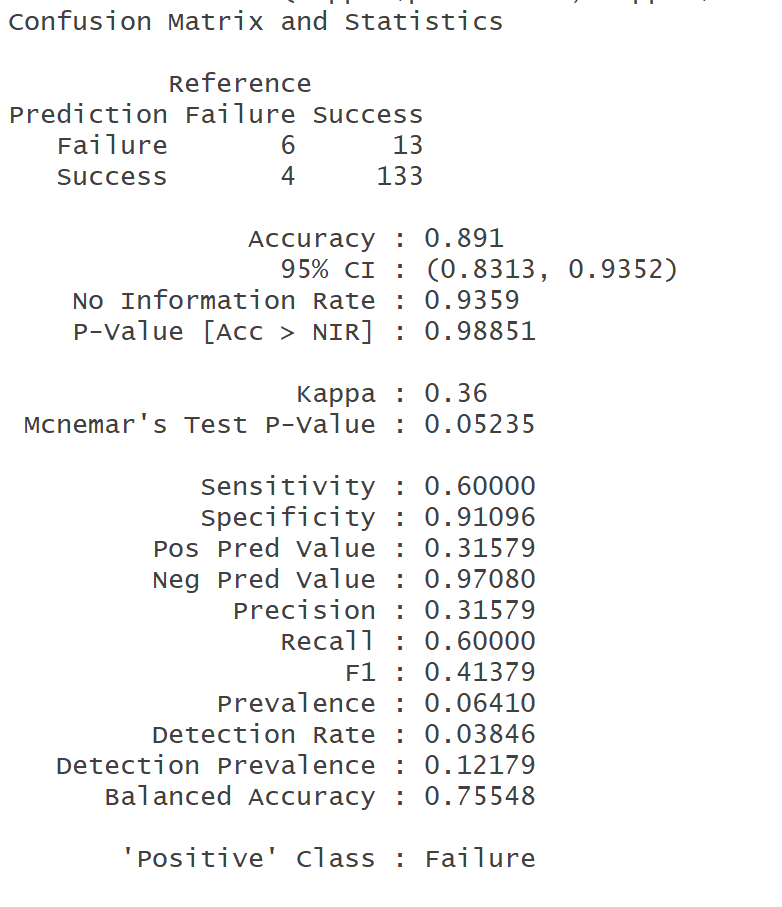 Confusion Matrix and Statistics
Reference
Prediction Failure Success
Failure 6 13
Success 4 133
Accuracy : 0.891
95% CI : (0.8313, 0.9352)
No Information Rate : 0.9359
P-Value [Acc > NIR] : 0.98851
Kappa : 0.36
Mcnemar's Test P-Value : 0.05235
Sensitivity : 0.60000
Specificity : 0.91096
Pos Pred Value : 0.31579
Neg Pred Value : 0.97080
Precision : 0.31579
Recall : 0.60000
F1 : 0.41379
Prevalence : 0.06410
Detection Rate : 0.03846
Detection Prevalence : 0.12179
Balanced Accuracy : 0.75548
'Positive' Class : Failure